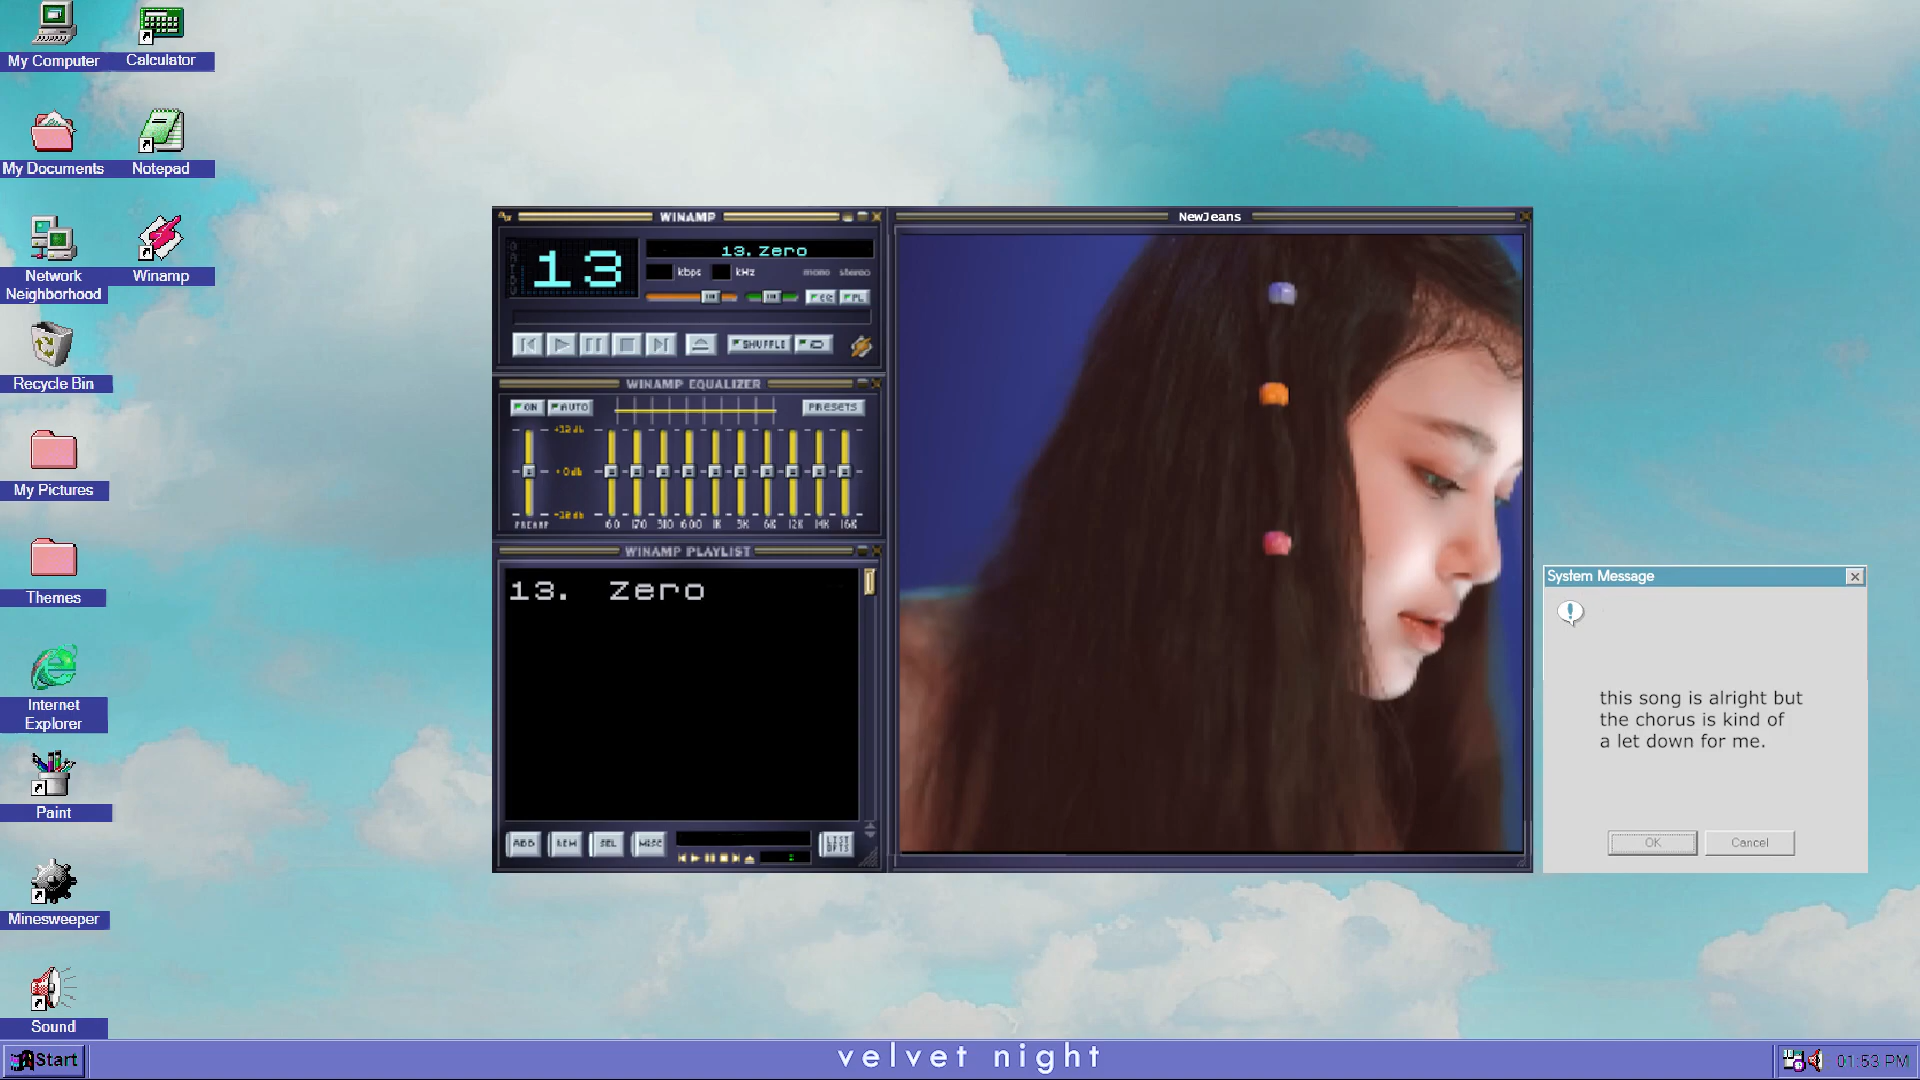 My Computer
Calculator
My Documents
Notepad
Network
Neighborhood
Winamp
Recycle Bin
My Pictures
Themes
Internet
Explorer
Paint
Minesweeper
Sound
WINAMP
13
13. Zero
kbps
kHz
mono stereo
EQ
PL
SHUFFLE
WINAMP EQUALIZER
ON
AUTO
PRESETS
+12 db
+0 db
-12 db
PREAMP
60 170 310 600 1K 3K 6K 12K 14K 16K
WINAMP PLAYLIST
13. Zero
ADD
REM
SEL
MISC
LIST
OPTS
NewJeans
System Message
this song is alright but
the chorus is kind of
a let down for me.
OK
Cancel
Start
velvet night
01:53 PM